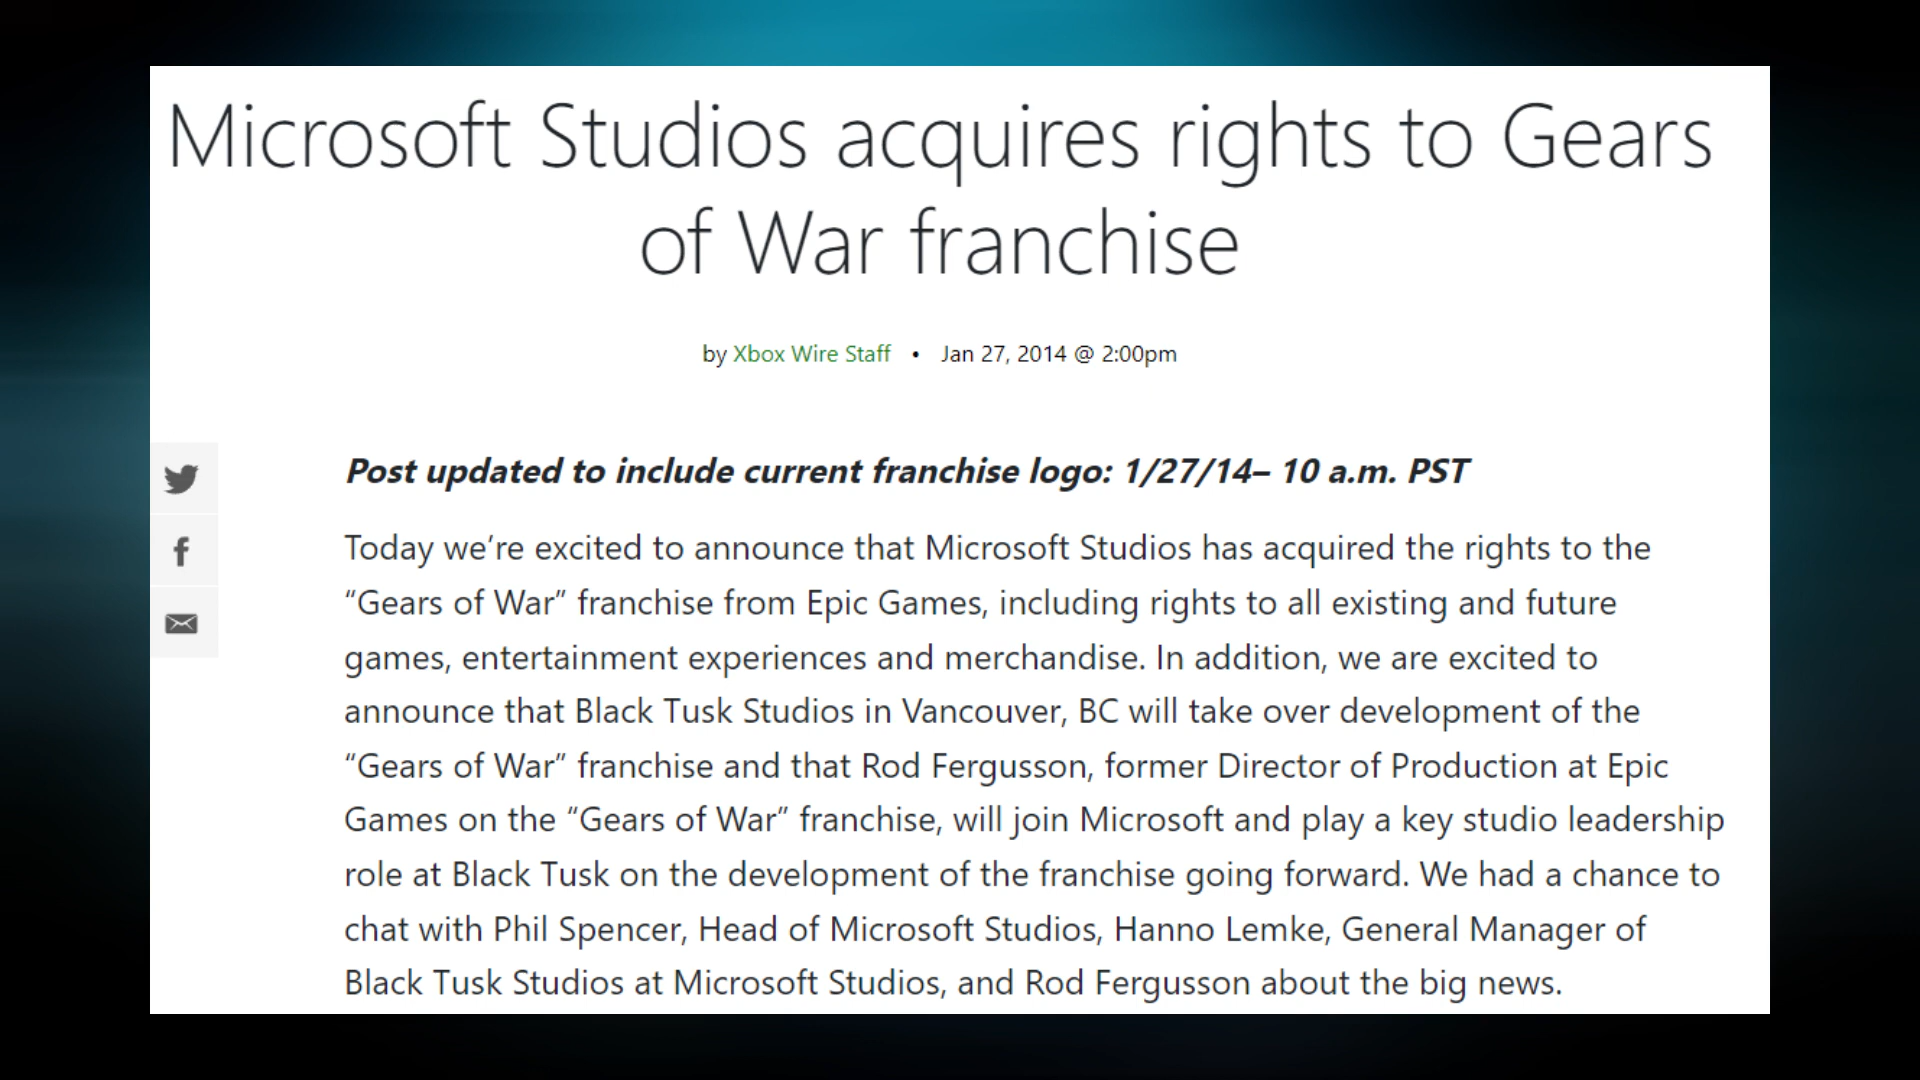 Microsoft Studios acquires rights to Gears
of War franchise
by Xbox Wire Staff • Jan 27, 2014 @ 2:00pm
Post updated to include current franchise logo: 1/27/14– 10 a.m. PST
Today we’re excited to announce that Microsoft Studios has acquired the rights to the
“Gears of War” franchise from Epic Games, including rights to all existing and future
games, entertainment experiences and merchandise. In addition, we are excited to
announce that Black Tusk Studios in Vancouver, BC will take over development of the
“Gears of War” franchise and that Rod Fergusson, former Director of Production at Epic
Games on the “Gears of War” franchise, will join Microsoft and play a key studio leadership
role at Black Tusk on the development of the franchise going forward. We had a chance to
chat with Phil Spencer, Head of Microsoft Studios, Hanno Lemke, General Manager of
Black Tusk Studios at Microsoft Studios, and Rod Fergusson about the big news.